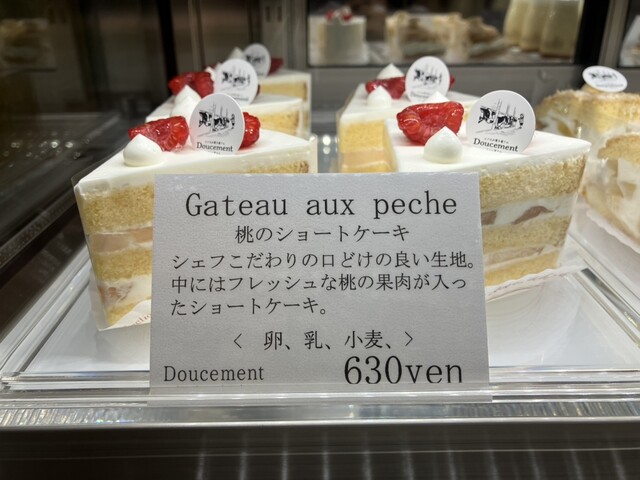 Doucement
Doucement
Gateau aux peche
桃のショートケーキ
シェフこだわりの口どけの良い生地。
中にはフレッシュな桃の果肉が入っ
たショートケーキ。
< 卵、乳、小麦、>
Doucement 630yen